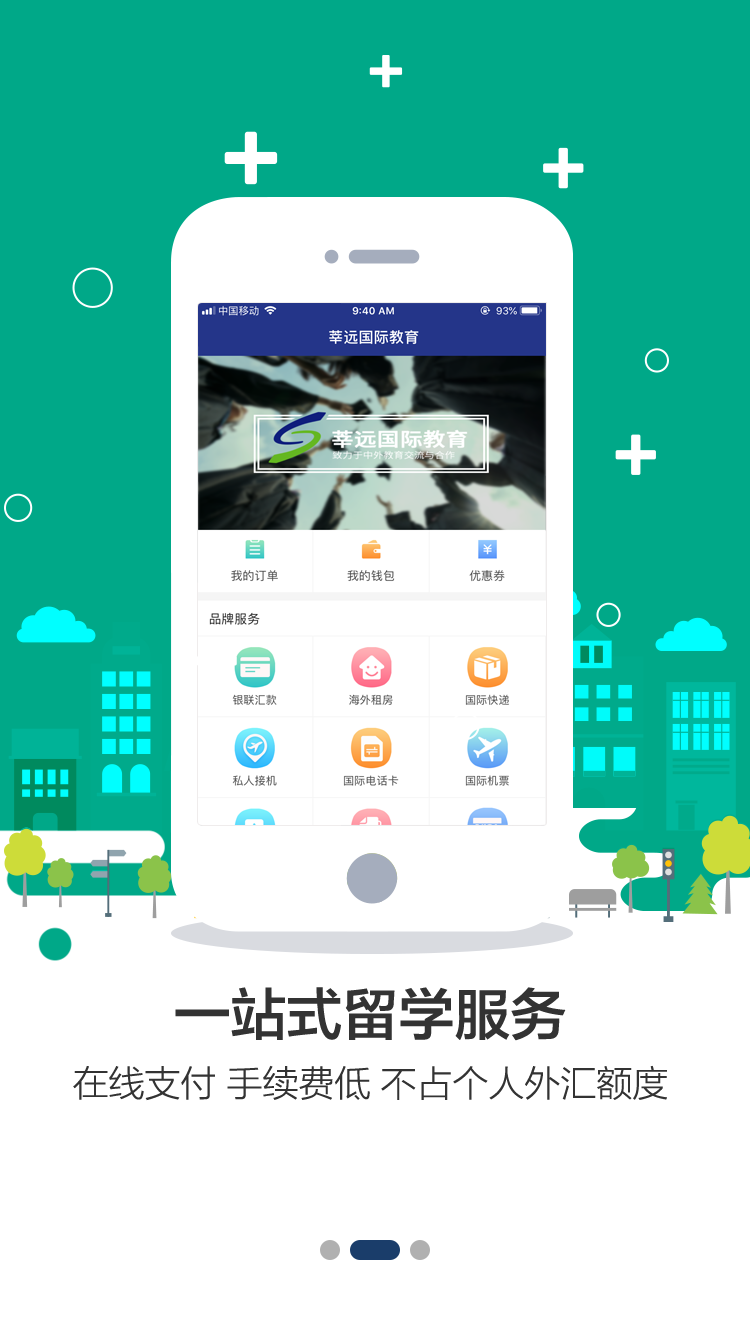 中国移动 9:40 AM 93%
莘远国际教育
莘远国际教育
致力于中外教育交流与合作
我的订单 我的钱包 优惠券
品牌服务
银联汇款 海外租房 国际快递
私人接机 国际电话卡 国际机票
一站式留学服务
在线支付 手续费低 不占个人外汇额度